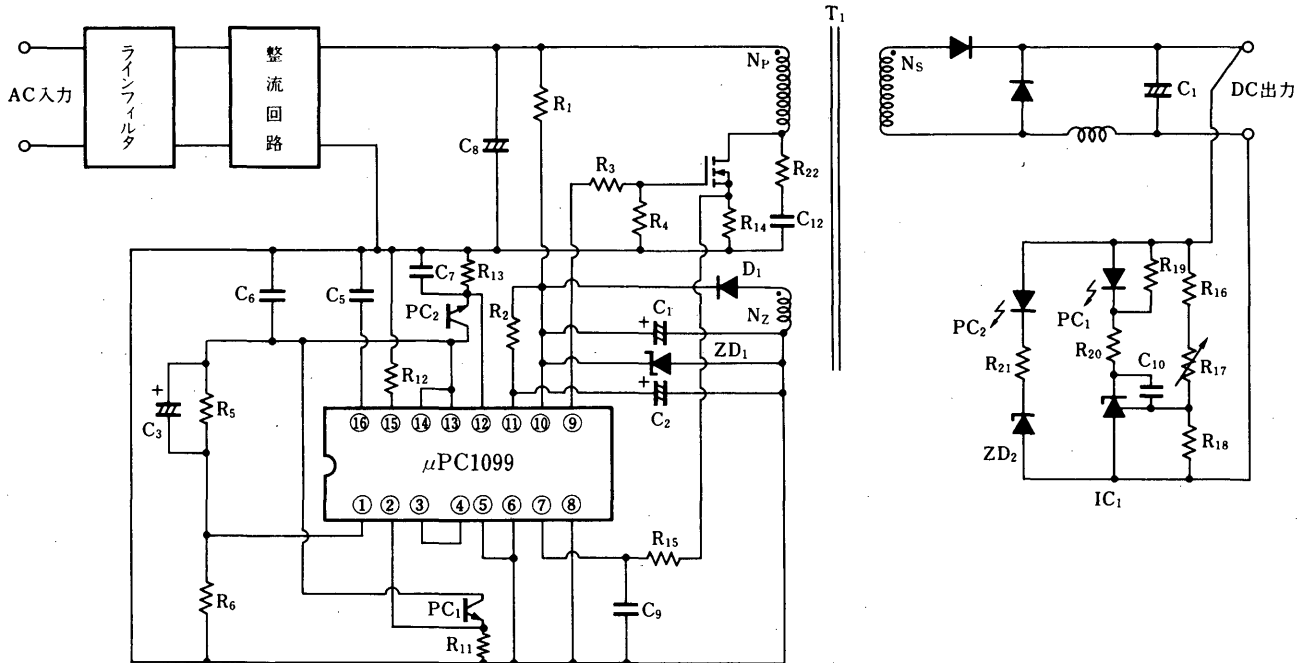 T₁
AC入力
ラインフィルタ
整流回路
C₈
R₁
N_P
N_S
C₁
DC出力
R₃
R₄
R₁₄
R₂₂
C₁₂
C₆
C₅
C₇
R₁₃
PC₂
R₂
D₁
N_Z
C₁
ZD₁
C₂
R₁₂
C₃
R₅
R₆
⑯ ⑮ ⑭ ⑬ ⑫ ⑪ ⑩ ⑨
μPC1099
① ② ③ ④ ⑤ ⑥ ⑦ ⑧
R₁₅
C₉
PC₁
R₁₁
PC₂
R₂₁
ZD₂
PC₁
R₁₉
R₂₀
C₁₀
R₁₆
R₁₇
R₁₈
IC₁